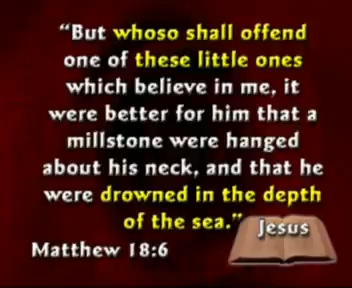 “But whoso shall offend
one of these little ones
which believe in me, it
were better for him that a
millstone were hanged
about his neck, and that he
were drowned in the depth
of the sea.”
Jesus
Matthew 18:6